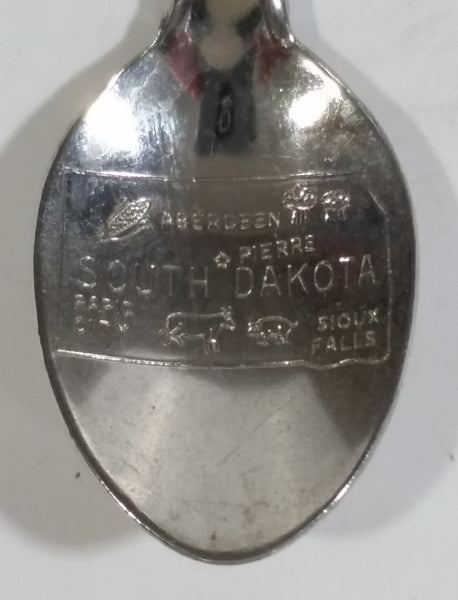 ABERDEEN
PIERRE
SOUTH DAKOTA
RAPID
CITY
SIOUX
FALLS